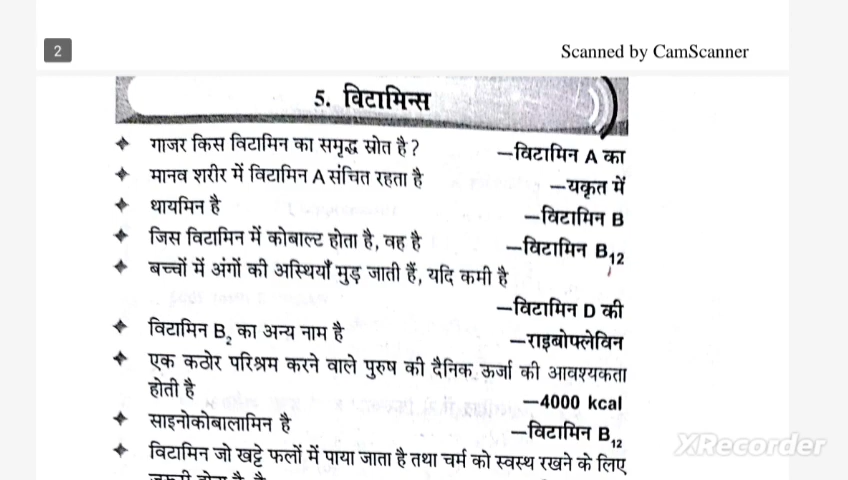 2
Scanned by CamScanner
5. विटामिन्स
गाजर किस विटामिन का समृद्ध स्रोत है? –विटामिन A का
मानव शरीर में विटामिन A संचित रहता है –यकृत में
थायमिन है –विटामिन B
जिस विटामिन में कोबाल्ट होता है, वह है –विटामिन B12
बच्चों में अंगों की अस्थियाँ मुड़ जाती हैं, यदि कमी है
–विटामिन D की
विटामिन B2 का अन्य नाम है –राइबोफ्लेविन
एक कठोर परिश्रम करने वाले पुरुष की दैनिक ऊर्जा की आवश्यकता
होती है –4000 kcal
साइनोकोबालामिन है –विटामिन B12
विटामिन जो खट्टे फलों में पाया जाता है तथा चर्म को स्वस्थ रखने के लिए
XRecorder